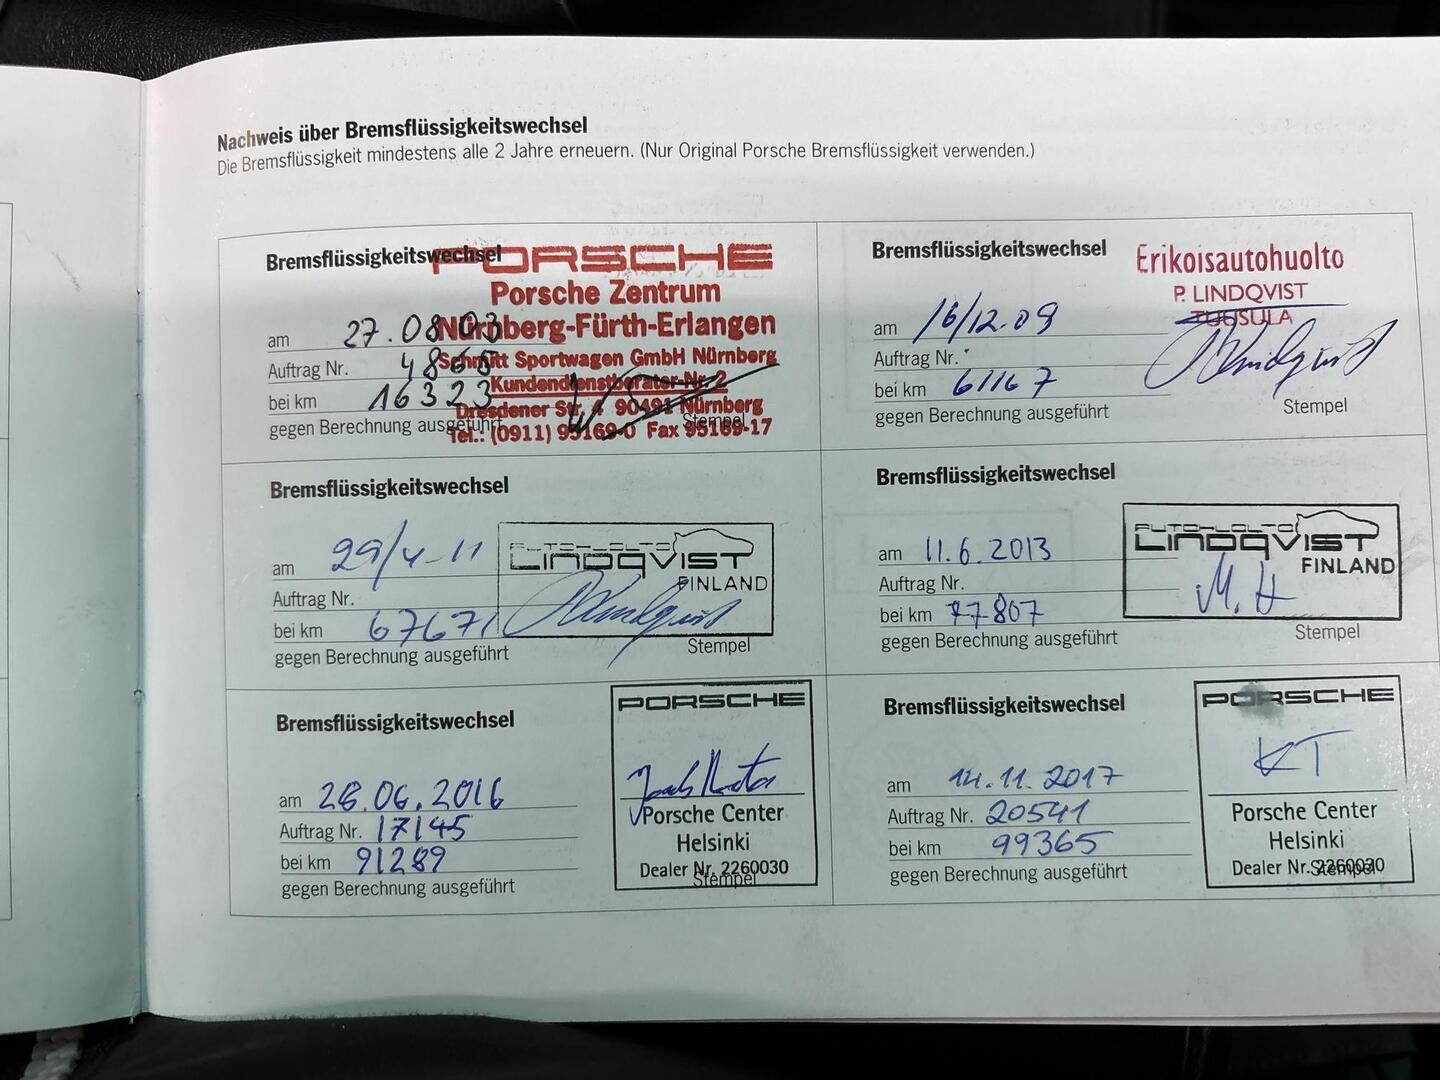 Nachweis über Bremsflüssigkeitswechsel
Die Bremsflüssigkeit mindestens alle 2 Jahre erneuern. (Nur Original Porsche Bremsflüssigkeit verwenden.)
Bremsflüssigkeitswechsel
PORSCHE
Porsche Zentrum
Nürnberg-Fürth-Erlangen
Schmitt Sportwagen GmbH Nürnberg
Kundendienstberater-Nr. 2
Dresdener Str. 90491 Nürnberg
Tel.: (0911) 95169-0 Fax 95169-17
am 27.08.03
Auftrag Nr.
bei km 16323
gegen Berechnung ausgeführt
Stempel
Bremsflüssigkeitswechsel
Erikoisautohuolto
P. LINDQVIST
TUUSULA
am 16/12.09
Auftrag Nr.
bei km 61167
gegen Berechnung ausgeführt
Stempel
Bremsflüssigkeitswechsel
AUTOHUOLTO
LINDQVIST
FINLAND
am 29/4-11
Auftrag Nr.
bei km 67671
gegen Berechnung ausgeführt
Stempel
Bremsflüssigkeitswechsel
AUTOHUOLTO
LINDQVIST
FINLAND
M.H
am 11.6.2013
Auftrag Nr.
bei km 77807
gegen Berechnung ausgeführt
Stempel
Bremsflüssigkeitswechsel
PORSCHE
am 28.06.2016
Auftrag Nr. 17145
bei km 91289
gegen Berechnung ausgeführt
Porsche Center
Helsinki
Dealer Nr. 2260030
Stempel
Bremsflüssigkeitswechsel
PORSCHE
KT
am 14.11.2017
Auftrag Nr. 20541
bei km 99365
gegen Berechnung ausgeführt
Porsche Center
Helsinki
Dealer Nr. 2260030
Stempel